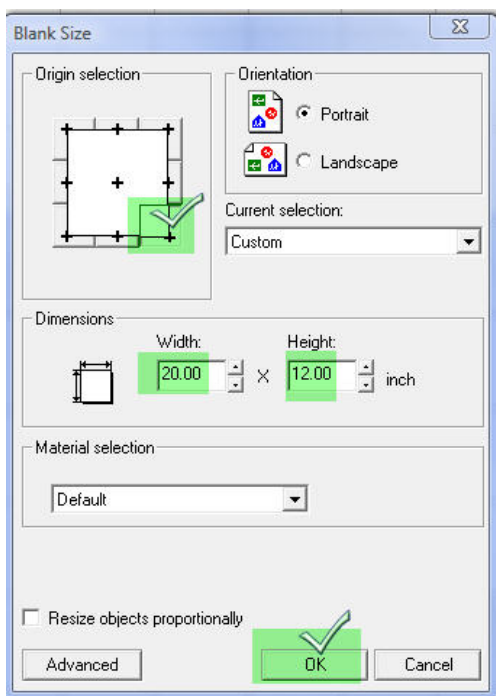 Blank Size
Origin selection
Orientation
Portrait
Landscape
Current selection:
Custom
Dimensions
Width:
Height:
20.00
12.00
inch
Material selection
Default
Resize objects proportionally
Advanced
OK
Cancel